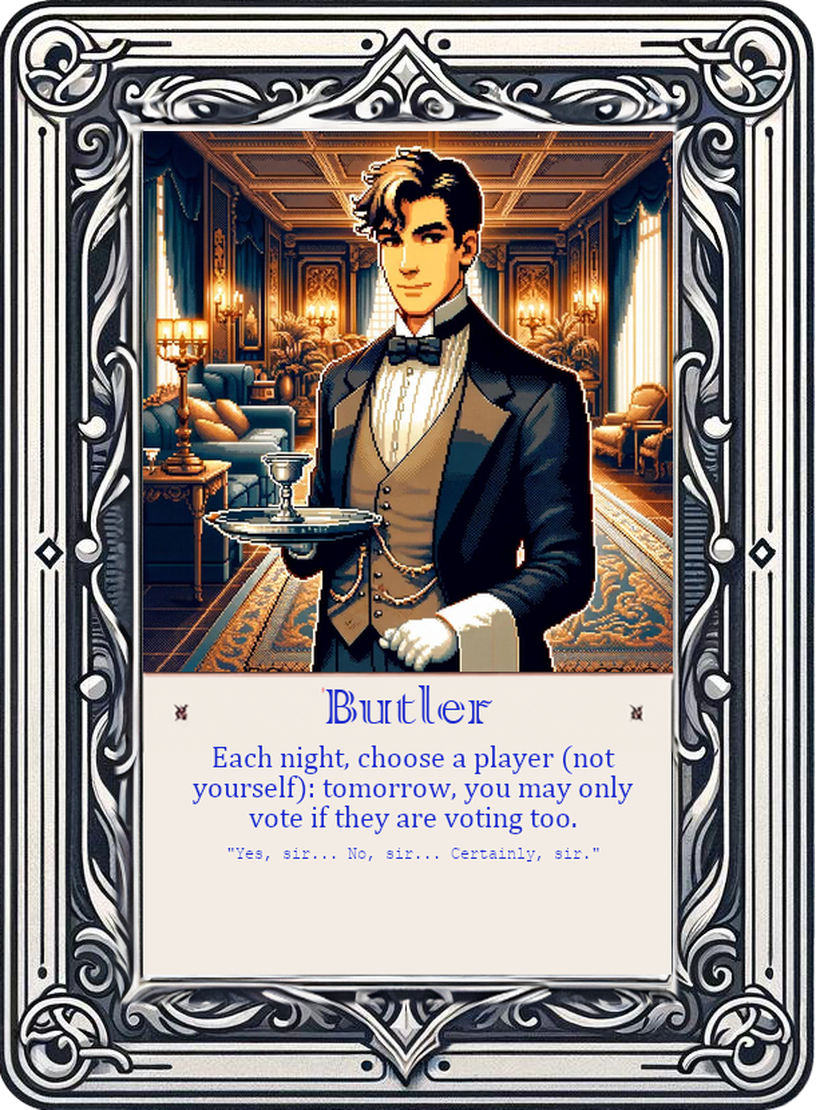 Butler
Each night, choose a player (not
yourself): tomorrow, you may only
vote if they are voting too.
"Yes, sir... No, sir... Certainly, sir."